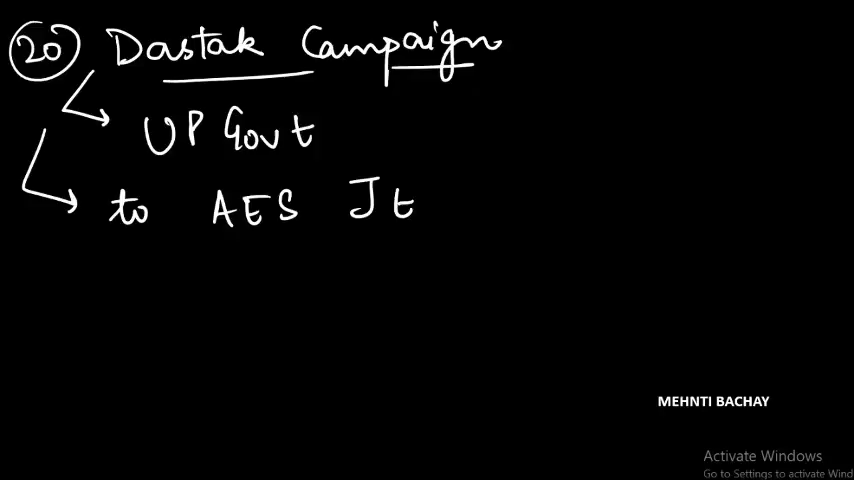 20 Dastak Campaign
UP Govt
to AES JE
MEHNTI BACHAY
Activate Windows
Go to Settings to activate Wind